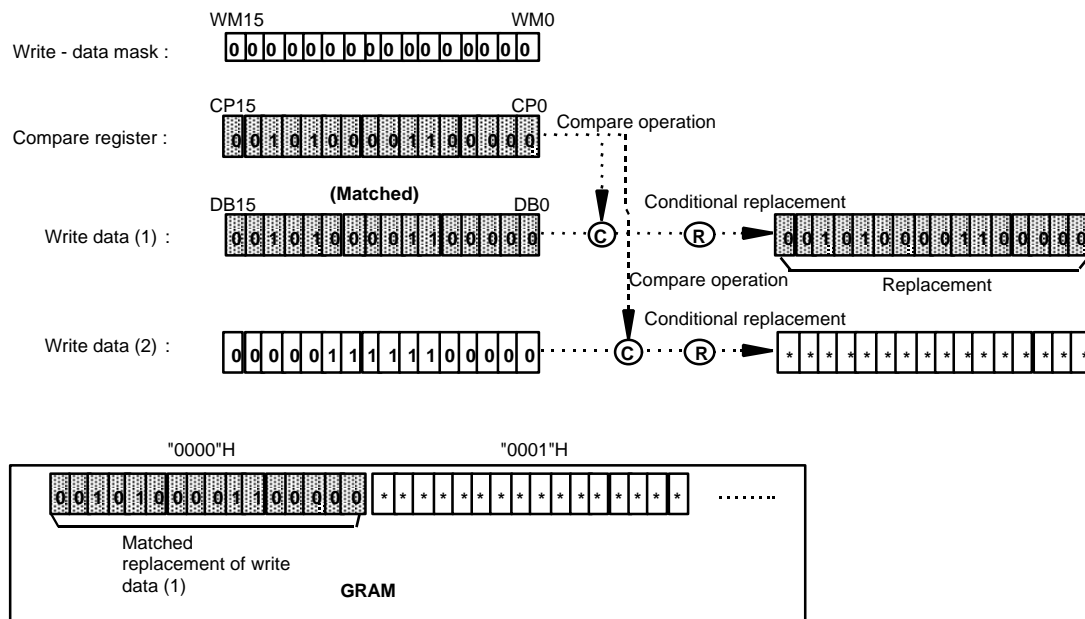 WM15 WM0
Write - data mask : 0 0 0 0 0 0 0 0 0 0 0 0 0 0 0 0
CP15 CP0
Compare register : 0 0 1 0 1 0 0 0 0 1 1 0 0 0 0 0
Compare operation
(Matched)
DB15 DB0
Conditional replacement
Write data (1) : 0 0 1 0 1 0 0 0 0 1 1 0 0 0 0 0 C R 0 0 1 0 1 0 0 0 0 1 1 0 0 0 0 0
Compare operation Replacement
Conditional replacement
Write data (2) : 0 0 0 0 0 1 1 1 1 1 1 0 0 0 0 0 C R * * * * * * * * * * * * * * * *
"0000"H "0001"H
0 0 1 0 1 0 0 0 0 1 1 0 0 0 0 0 * * * * * * * * * * * * * * * * ........
Matched
replacement of write
data (1)
GRAM